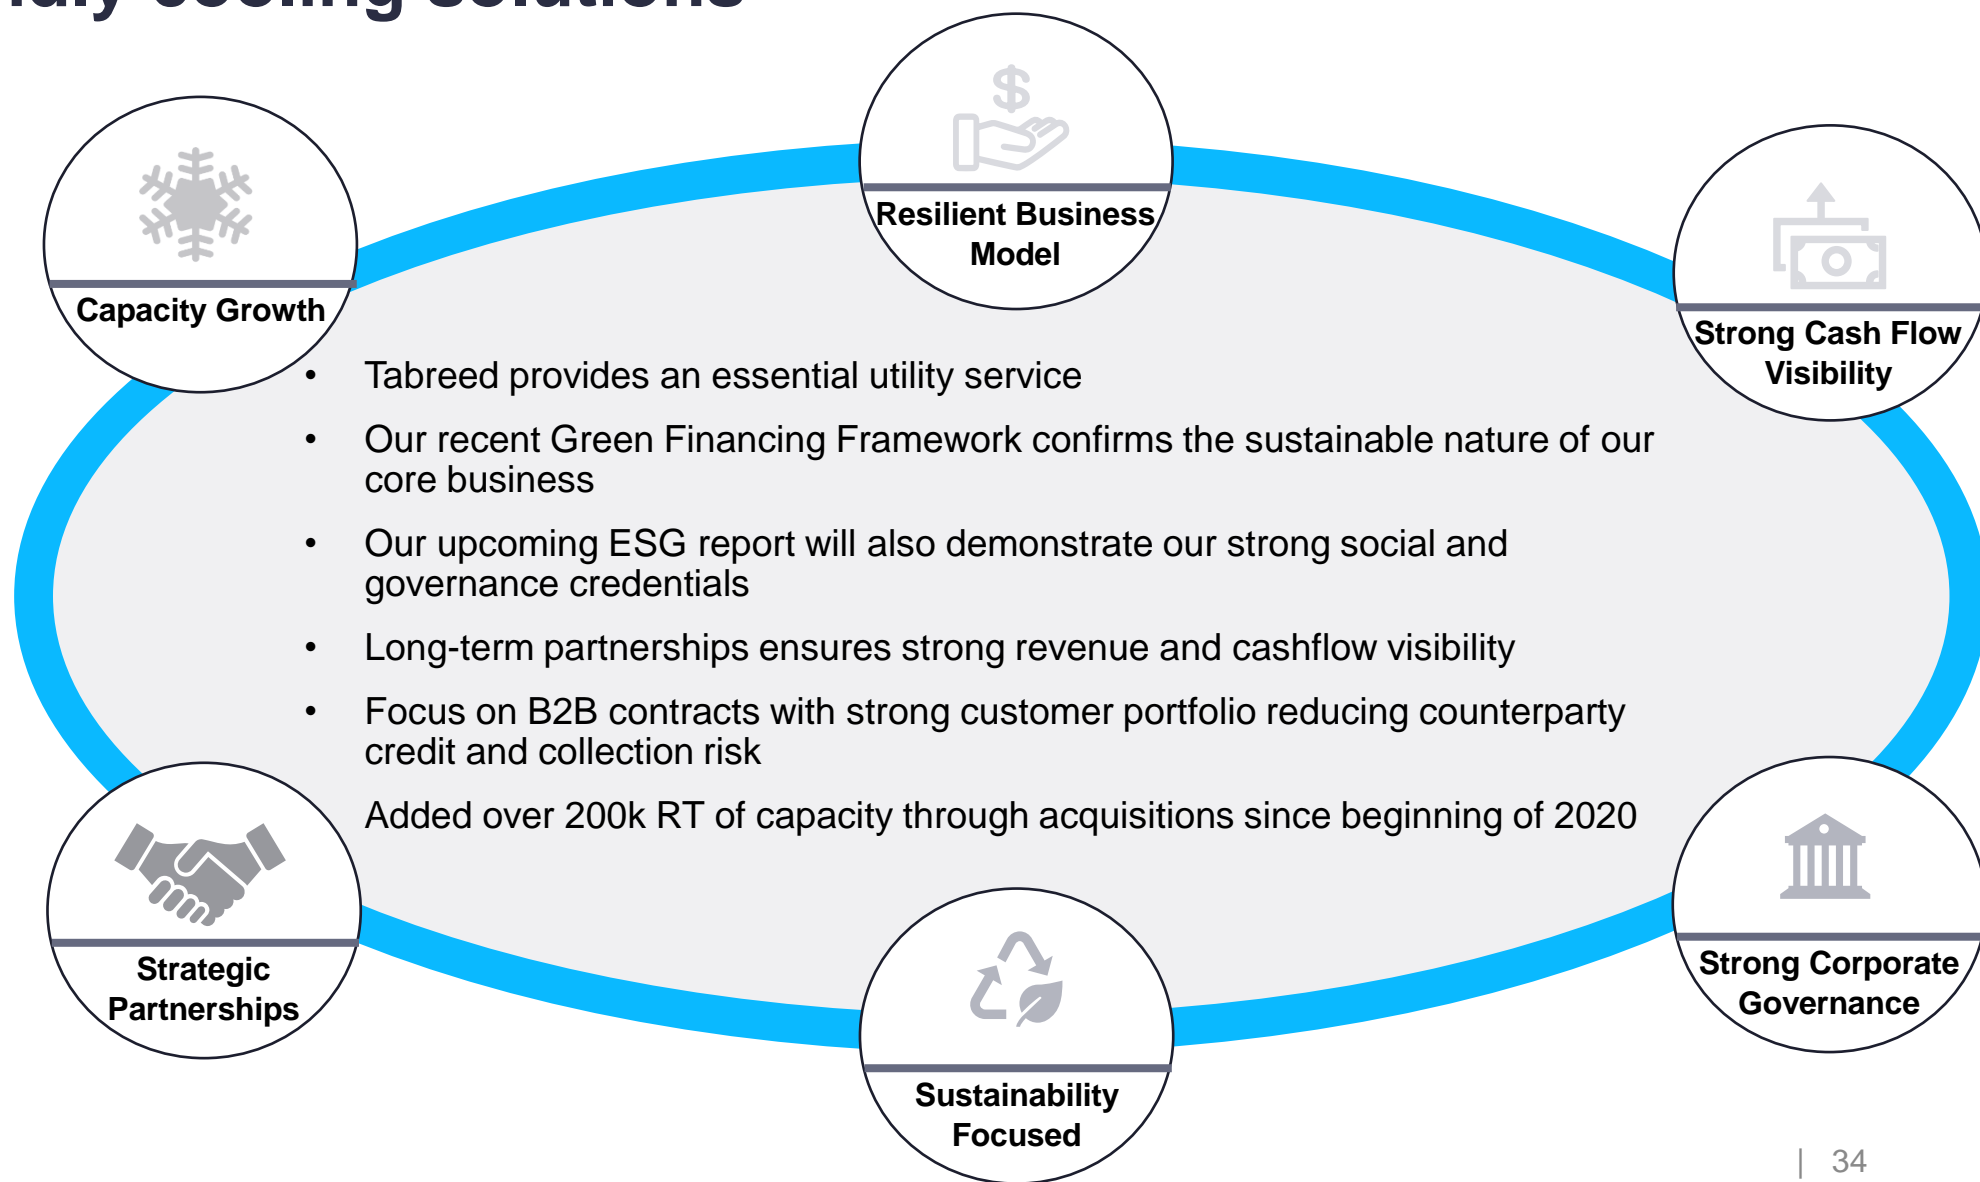 cooling solutions
$
Resilient Business
Model
Capacity Growth
Strong Cash Flow
Visibility
• Tabreed provides an essential utility service
• Our recent Green Financing Framework confirms the sustainable nature of our
core business
• Our upcoming ESG report will also demonstrate our strong social and
governance credentials
• Long-term partnerships ensures strong revenue and cashflow visibility
• Focus on B2B contracts with strong customer portfolio reducing counterparty
credit and collection risk
Added over 200k RT of capacity through acquisitions since beginning of 2020
Strategic
Partnerships
Strong Corporate
Governance
Sustainability
Focused
| 34